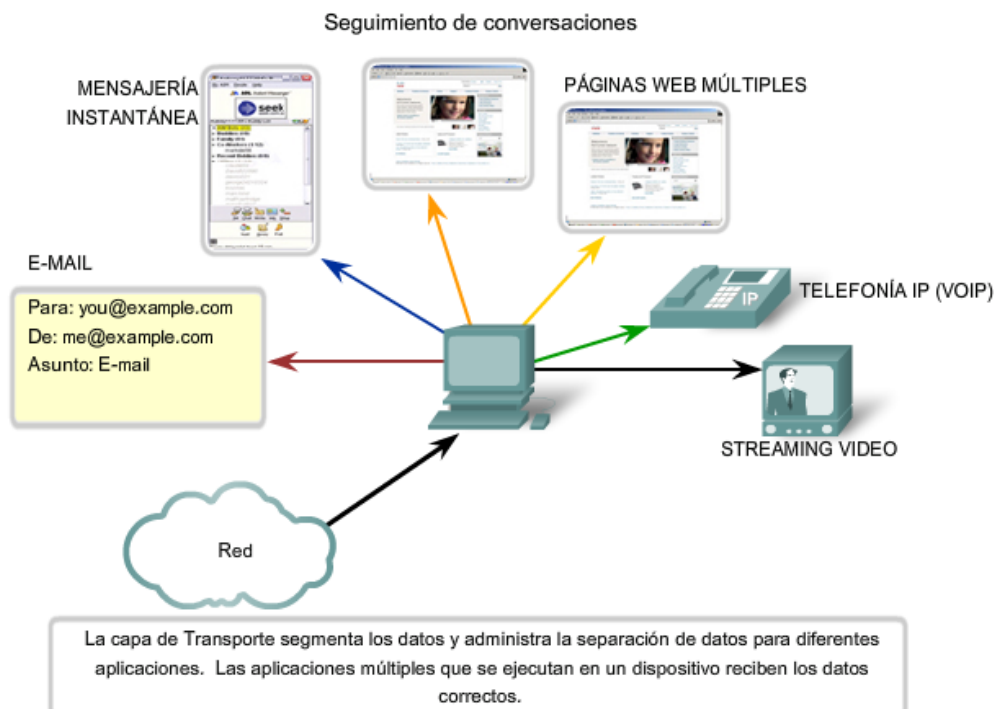 Seguimiento de conversaciones
MENSAJERÍA
INSTANTÁNEA
seek
PÁGINAS WEB MÚLTIPLES
E-MAIL
Para: you@example.com
De: me@example.com
Asunto: E-mail
IP
TELEFONÍA IP (VOIP)
STREAMING VIDEO
Red
La capa de Transporte segmenta los datos y administra la separación de datos para diferentes
aplicaciones. Las aplicaciones múltiples que se ejecutan en un dispositivo reciben los datos
correctos.